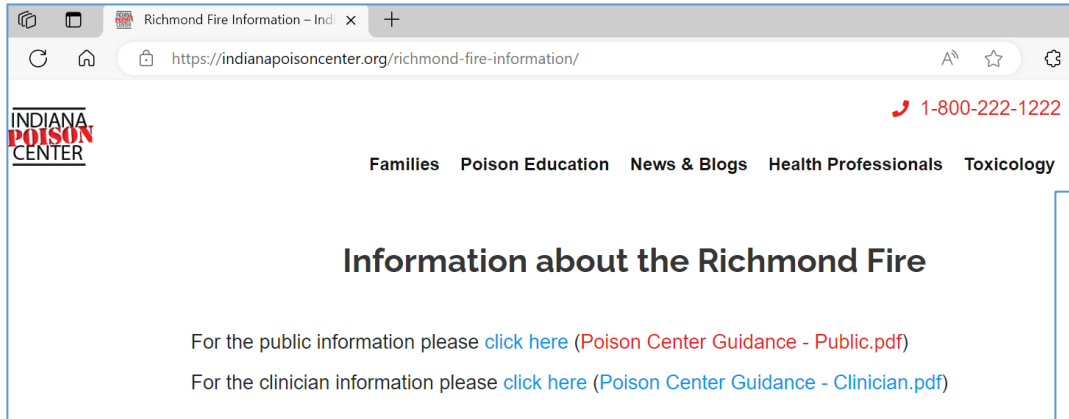 Richmond Fire Information – Indi
https://indianapoisoncenter.org/richmond-fire-information/
INDIANA
POISON
CENTER
1-800-222-1222
Families Poison Education News & Blogs Health Professionals Toxicology
Information about the Richmond Fire
For the public information please click here (Poison Center Guidance - Public.pdf)
For the clinician information please click here (Poison Center Guidance - Clinician.pdf)